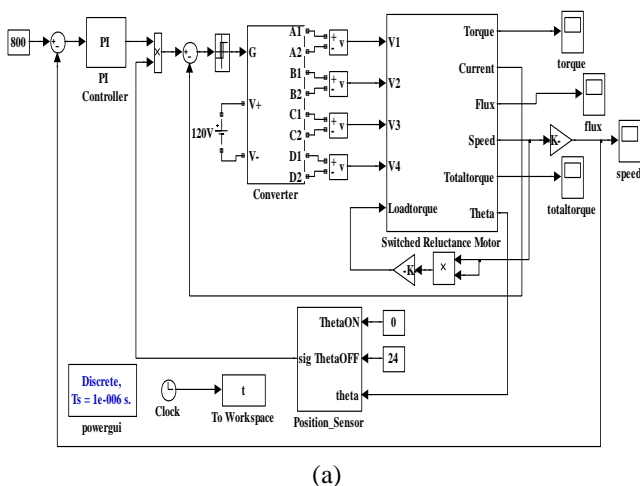 800
PI
PI
Controller
×
G
120V
V+
V-
Converter
A1
A2
B1
B2
C1
C2
D1
D2
+ v
-
+ v
-
+ v
-
+ v
-
V1
V2
V3
V4
Loadtorque
Torque
Current
Flux
Speed
Totaltorque
Theta
Switched Reluctance Motor
torque
flux
K-
speed
totaltorque
-K
×
ThetaON
sig ThetaOFF
theta
0
24
Position_Sensor
Discrete,
Ts = 1e-006 s.
powergui
Clock
t
To Workspace
(a)